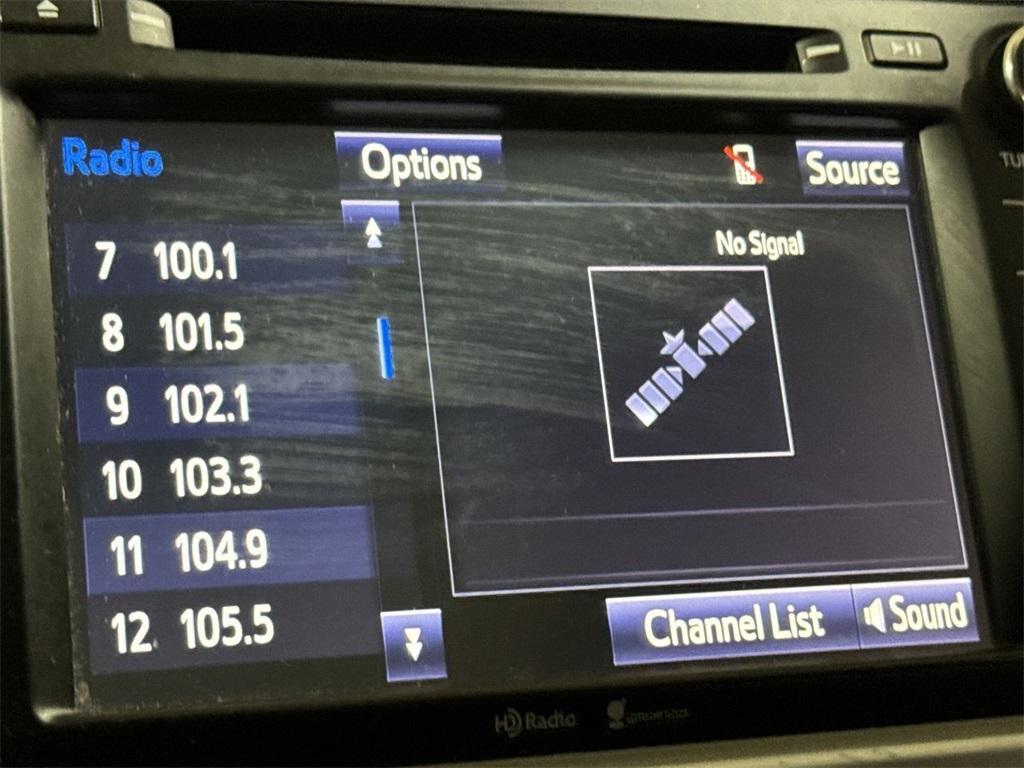 Radio
Options
Source
7 100.1
8 101.5
9 102.1
10 103.3
11 104.9
12 105.5
No Signal
Channel List
Sound
HD Radio